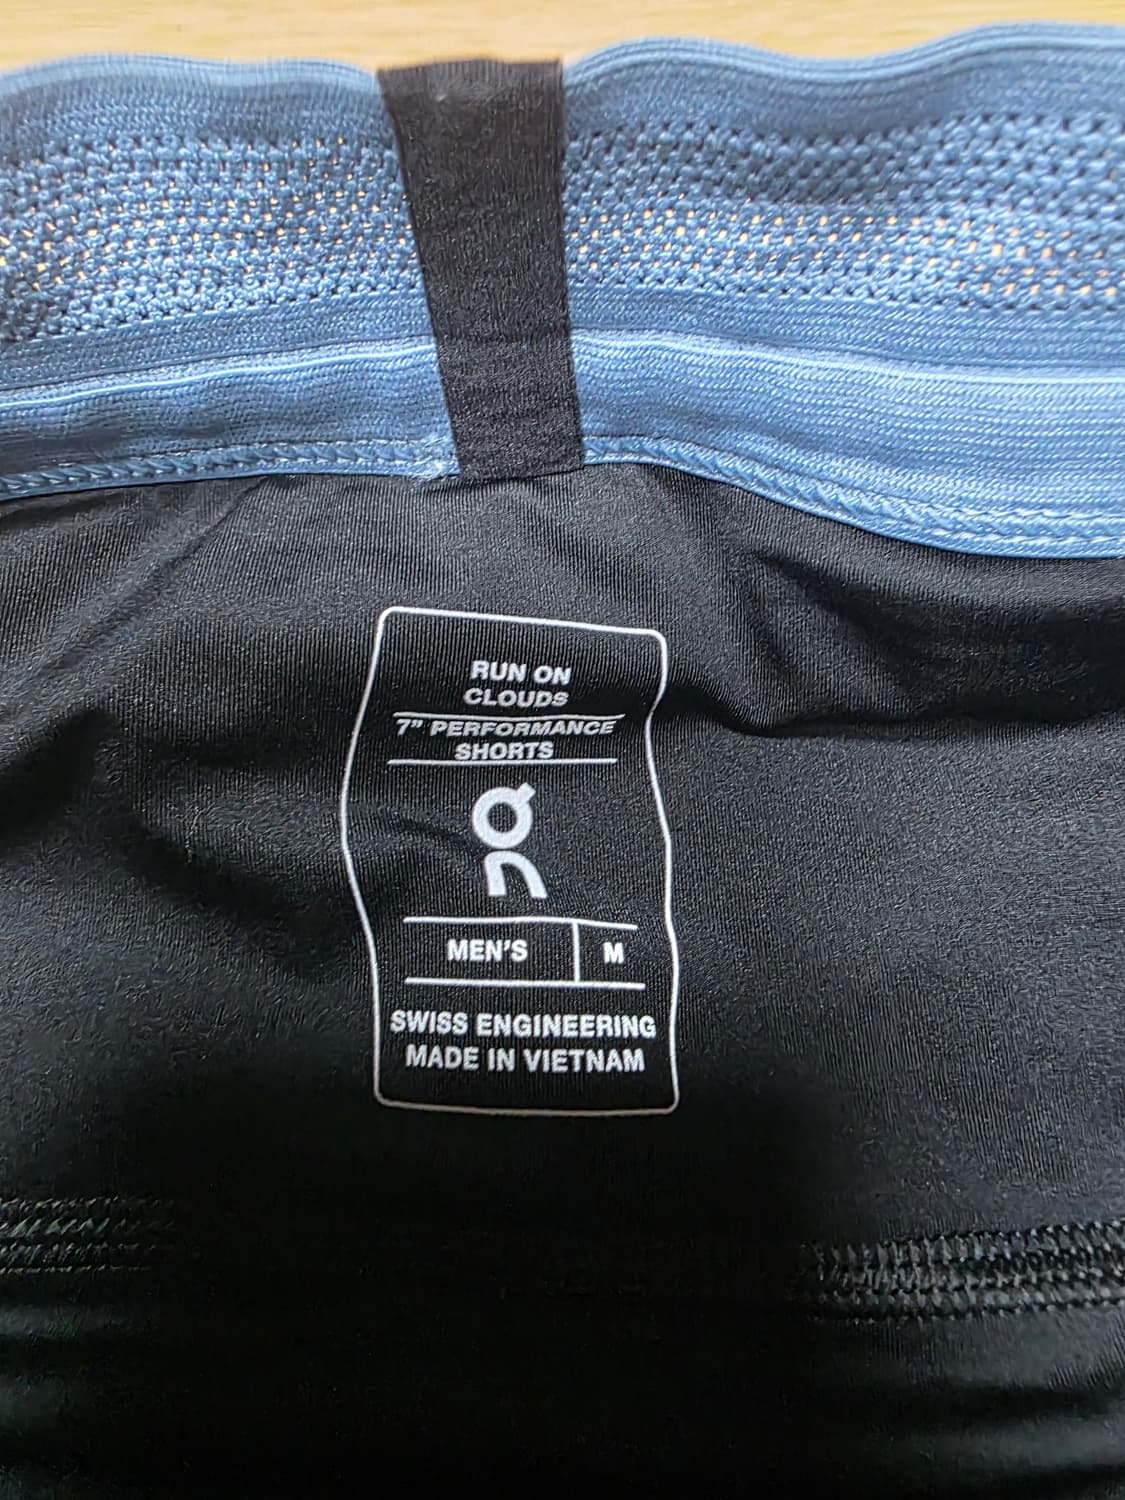 RUN ON
CLOUDS
7" PERFORMANCE
SHORTS
MEN'S M
SWISS ENGINEERING
MADE IN VIETNAM